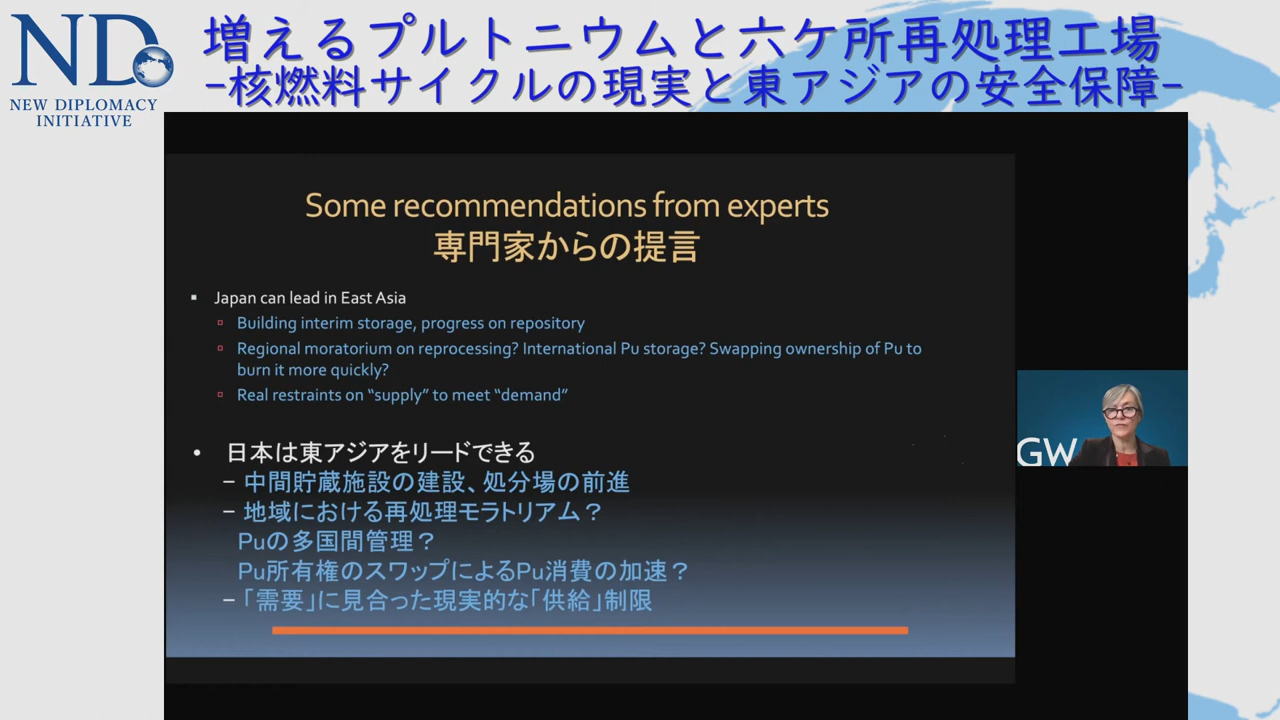 ND
NEW DIPLOMACY
INITIATIVE
増えるプルトニウムと六ケ所再処理工場
-核燃料サイクルの現実と東アジアの安全保障-
Some recommendations from experts
専門家からの提言
▪ Japan can lead in East Asia
▫ Building interim storage, progress on repository
▫ Regional moratorium on reprocessing? International Pu storage? Swapping ownership of Pu to
burn it more quickly?
▫ Real restraints on “supply” to meet “demand”
• 日本は東アジアをリードできる
– 中間貯蔵施設の建設、処分場の前進
– 地域における再処理モラトリアム？
Puの多国間管理？
Pu所有権のスワップによるPu消費の加速？
– 「需要」に見合った現実的な「供給」制限
GW